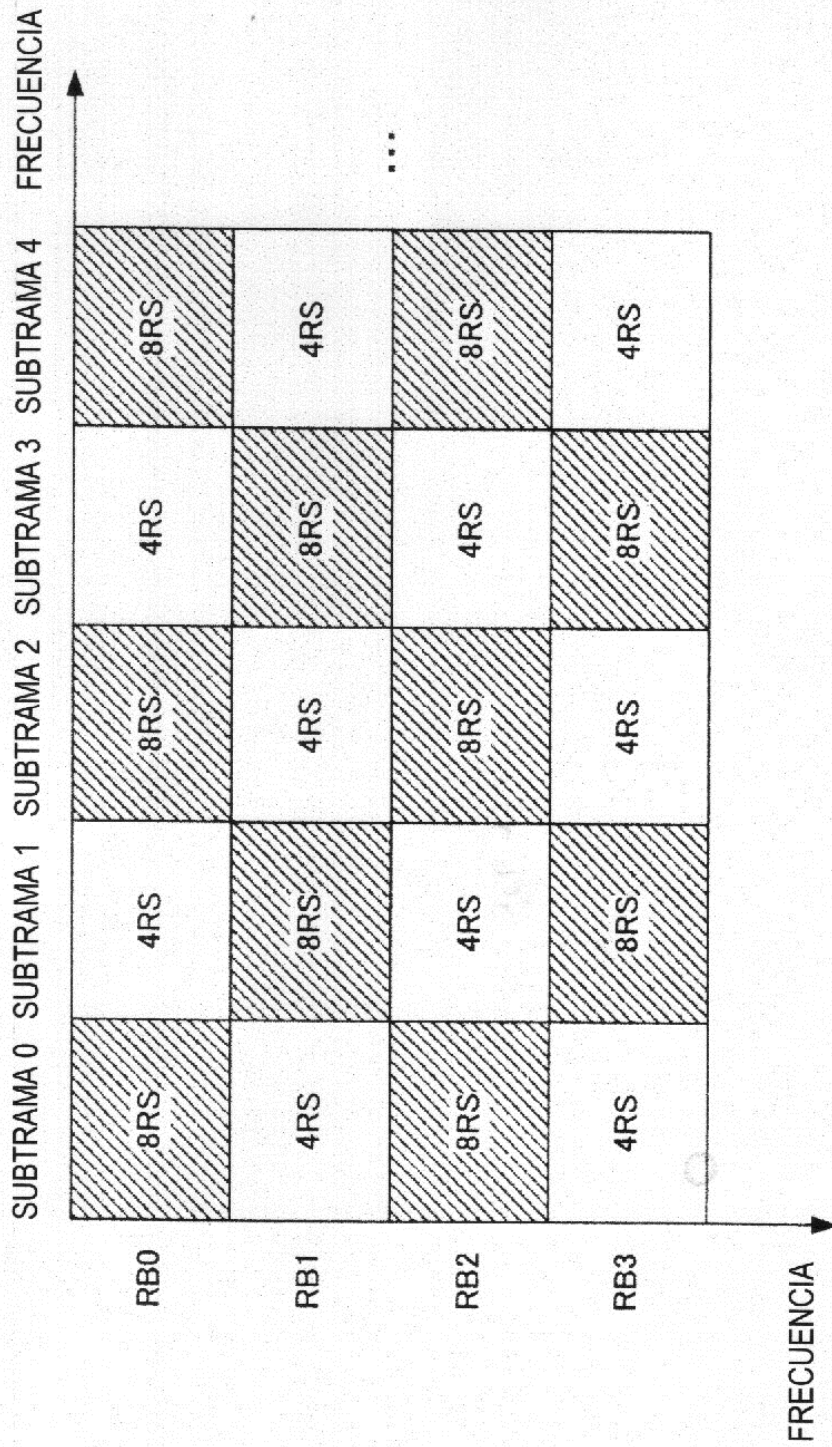 SUBTRAMA 0 SUBTRAMA 1 SUBTRAMA 2 SUBTRAMA 3 SUBTRAMA 4 FRECUENCIA
RB0 8RS 4RS 8RS 4RS 8RS
RB1 4RS 8RS 4RS 8RS 4RS ...
RB2 8RS 4RS 8RS 4RS 8RS
RB3 4RS 8RS 4RS 8RS 4RS
FRECUENCIA